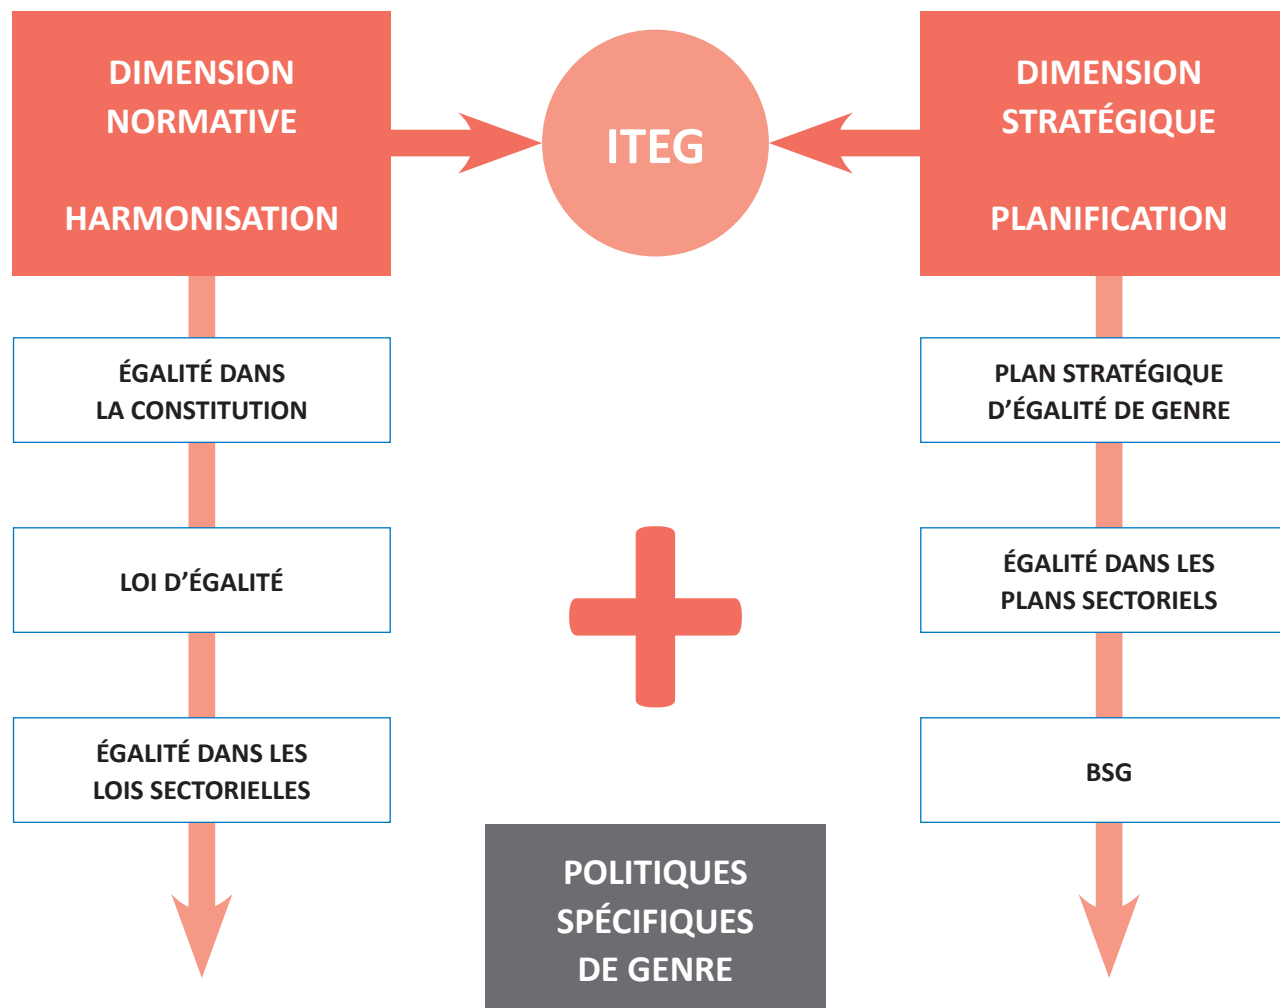 DIMENSION
NORMATIVE
HARMONISATION
ITEG
DIMENSION
STRATÉGIQUE
PLANIFICATION
ÉGALITÉ DANS
LA CONSTITUTION
PLAN STRATÉGIQUE
D’ÉGALITÉ DE GENRE
LOI D’ÉGALITÉ
ÉGALITÉ DANS LES
PLANS SECTORIELS
ÉGALITÉ DANS LES
LOIS SECTORIELLES
BSG
POLITIQUES
SPÉCIFIQUES
DE GENRE